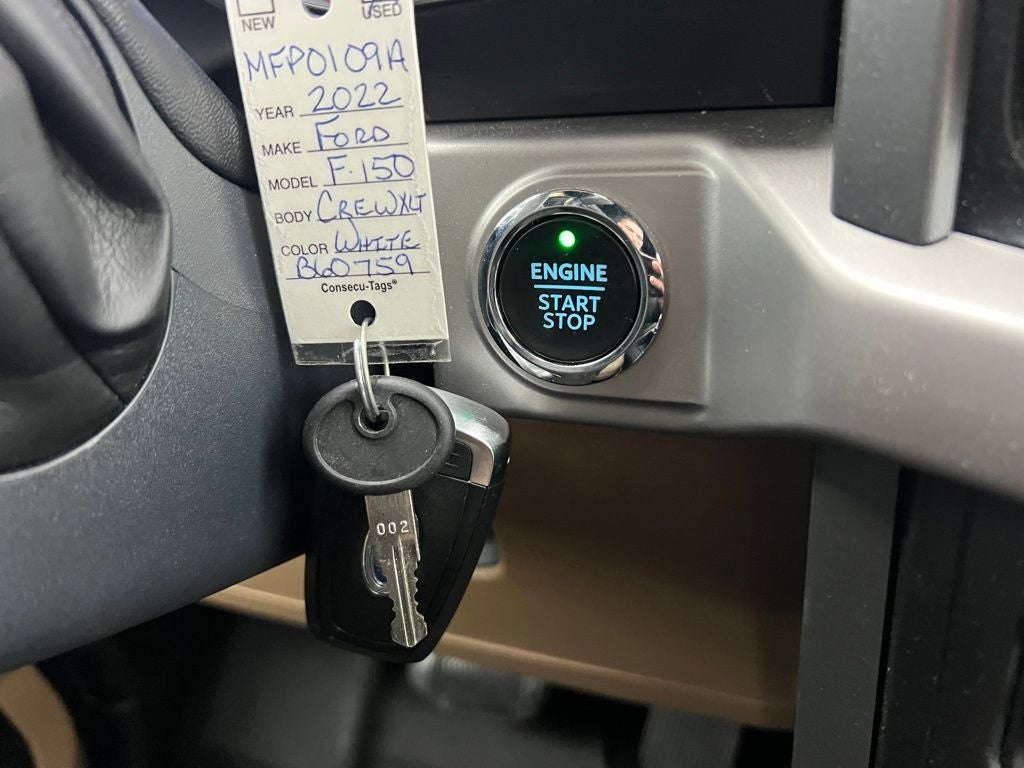 NEW USED
MFP0109A
YEAR 2022
MAKE FORD
MODEL F-150
BODY CREWXLT
COLOR WHITE
B60759
Consecu-Tags®
ENGINE
START
STOP
002